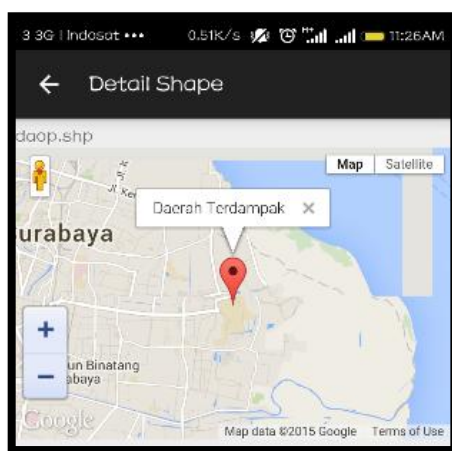 3 3G | Indosat ••• 0.51K/s H+ 11:26AM
← Detail Shape
daop.shp
Map Satellite
Daerah Terdampak ×
urabaya
+
un Binatang
−
abaya
Google
Map data ©2015 Google Terms of Use